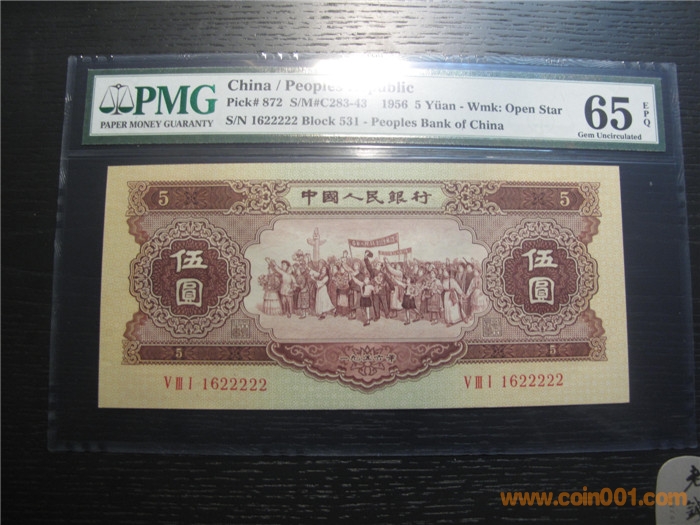 PMG
PAPER MONEY GUARANTY
China / Peoples Republic
Pick# 872 S/M#C283-43 1956 5 Yüan - Wmk: Open Star
S/N 1622222 Block 531 - Peoples Bank of China
65 EPQ
Gem Uncirculated
5 中國人民銀行 5
伍圓 伍圓
5 5
V III I 1622222 V III I 1622222
www.coin001.com